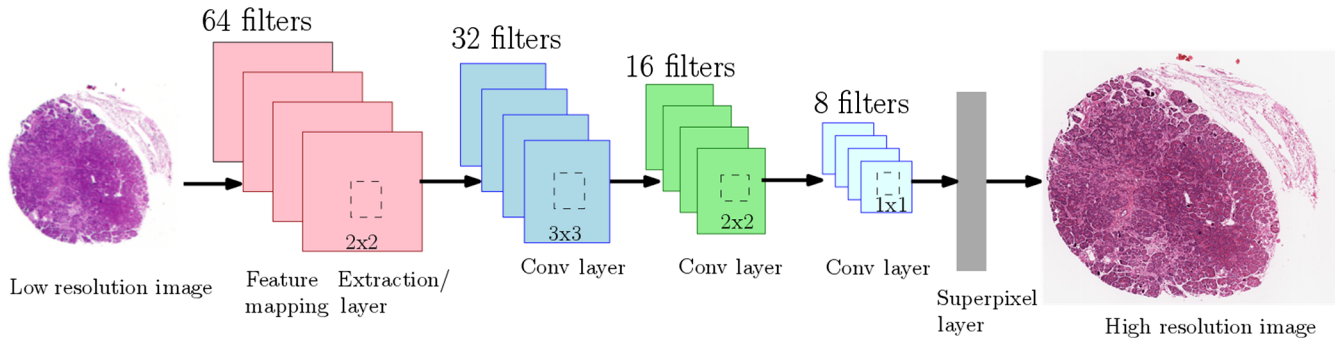 64 filters
32 filters
16 filters
8 filters
2x2
3x3
2x2
1x1
Low resolution image
Feature Extraction/
mapping layer
Conv layer
Conv layer
Conv layer
Superpixel
layer
High resolution image